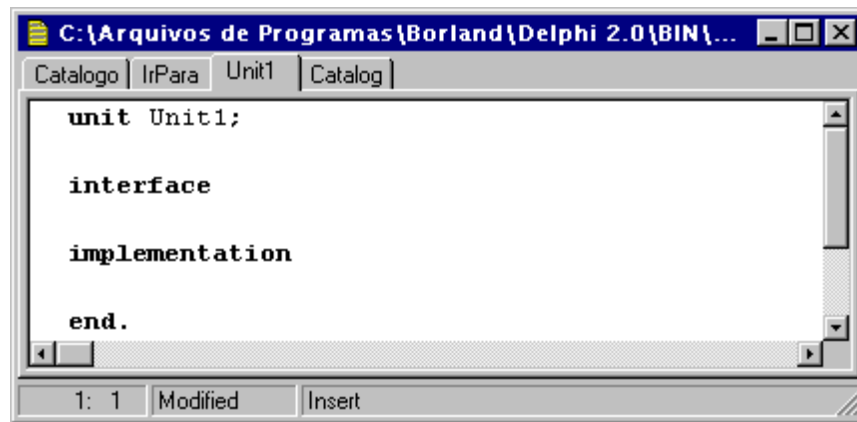 C:\Arquivos de Programas\Borland\Delphi 2.0\BIN\...
Catalogo IrPara Unit1 Catalog
unit Unit1;
interface
implementation
end.
1: 1 Modified Insert